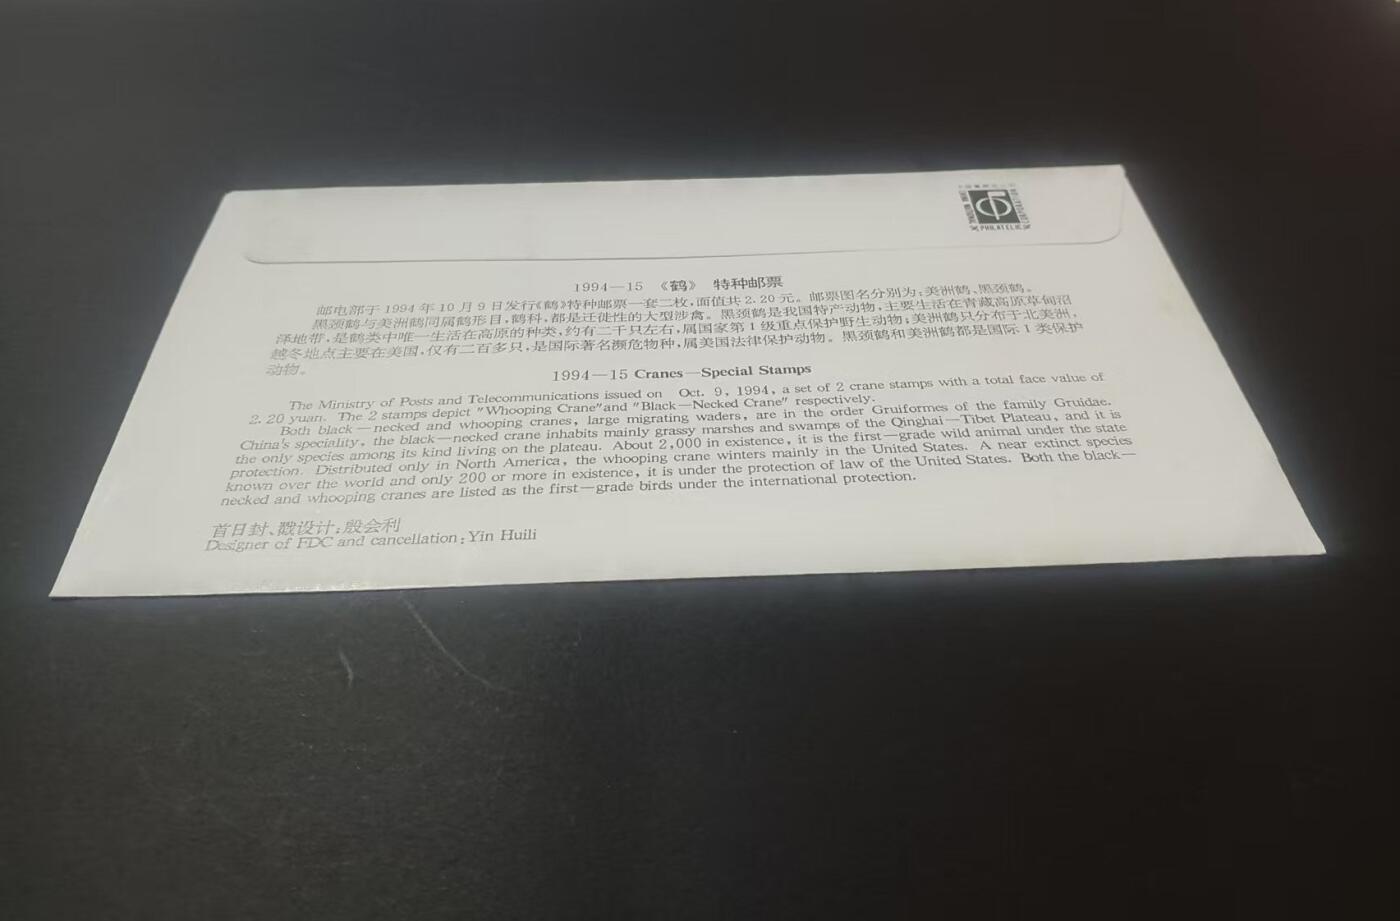 CHINA NATIONAL
PHILATELIC
CORPORATION
1994—15 《鹤》 特种邮票
邮电部于 1994 年 10 月 9 日发行《鹤》特种邮票一套二枚，面值共 2.20 元。邮票图名分别为：美洲鹤、黑颈鹤。
黑颈鹤与美洲鹤同属鹤形目，鹤科，都是迁徙性的大型涉禽。黑颈鹤是我国特产动物，主要生活在青藏高原草甸沼
泽地带，是鹤类中唯一生活在高原的种类，约有二千只左右，属国家第 1 级重点保护野生动物；美洲鹤只分布于北美洲，
越冬地点主要在美国，仅有二百多只，是国际著名濒危物种，属美国法律保护动物。黑颈鹤和美洲鹤都是国际 1 类保护
动物。
1994—15 Cranes—Special Stamps
The Ministry of Posts and Telecommunications issued on Oct. 9, 1994, a set of 2 crane stamps with a total face value of
2.20 yuan. The 2 stamps depict "Whooping Crane"and "Black—Necked Crane" respectively.
Both black—necked and whooping cranes, large migrating waders, are in the order Gruiformes of the family Gruidae.
China's speciality, the black—necked crane inhabits mainly grassy marshes and swamps of the Qinghai—Tibet Plateau, and it is
the only species among its kind living on the plateau. About 2,000 in existence, it is the first—grade wild animal under the state
protection. Distributed only in North America, the whooping crane winters mainly in the United States. A near extinct species
known over the world and only 200 or more in existence, it is under the protection of law of the United States. Both the black—
necked and whooping cranes are listed as the first—grade birds under the international protection.
首日封、戳设计：殷会利
Designer of FDC and cancellation: Yin Huili